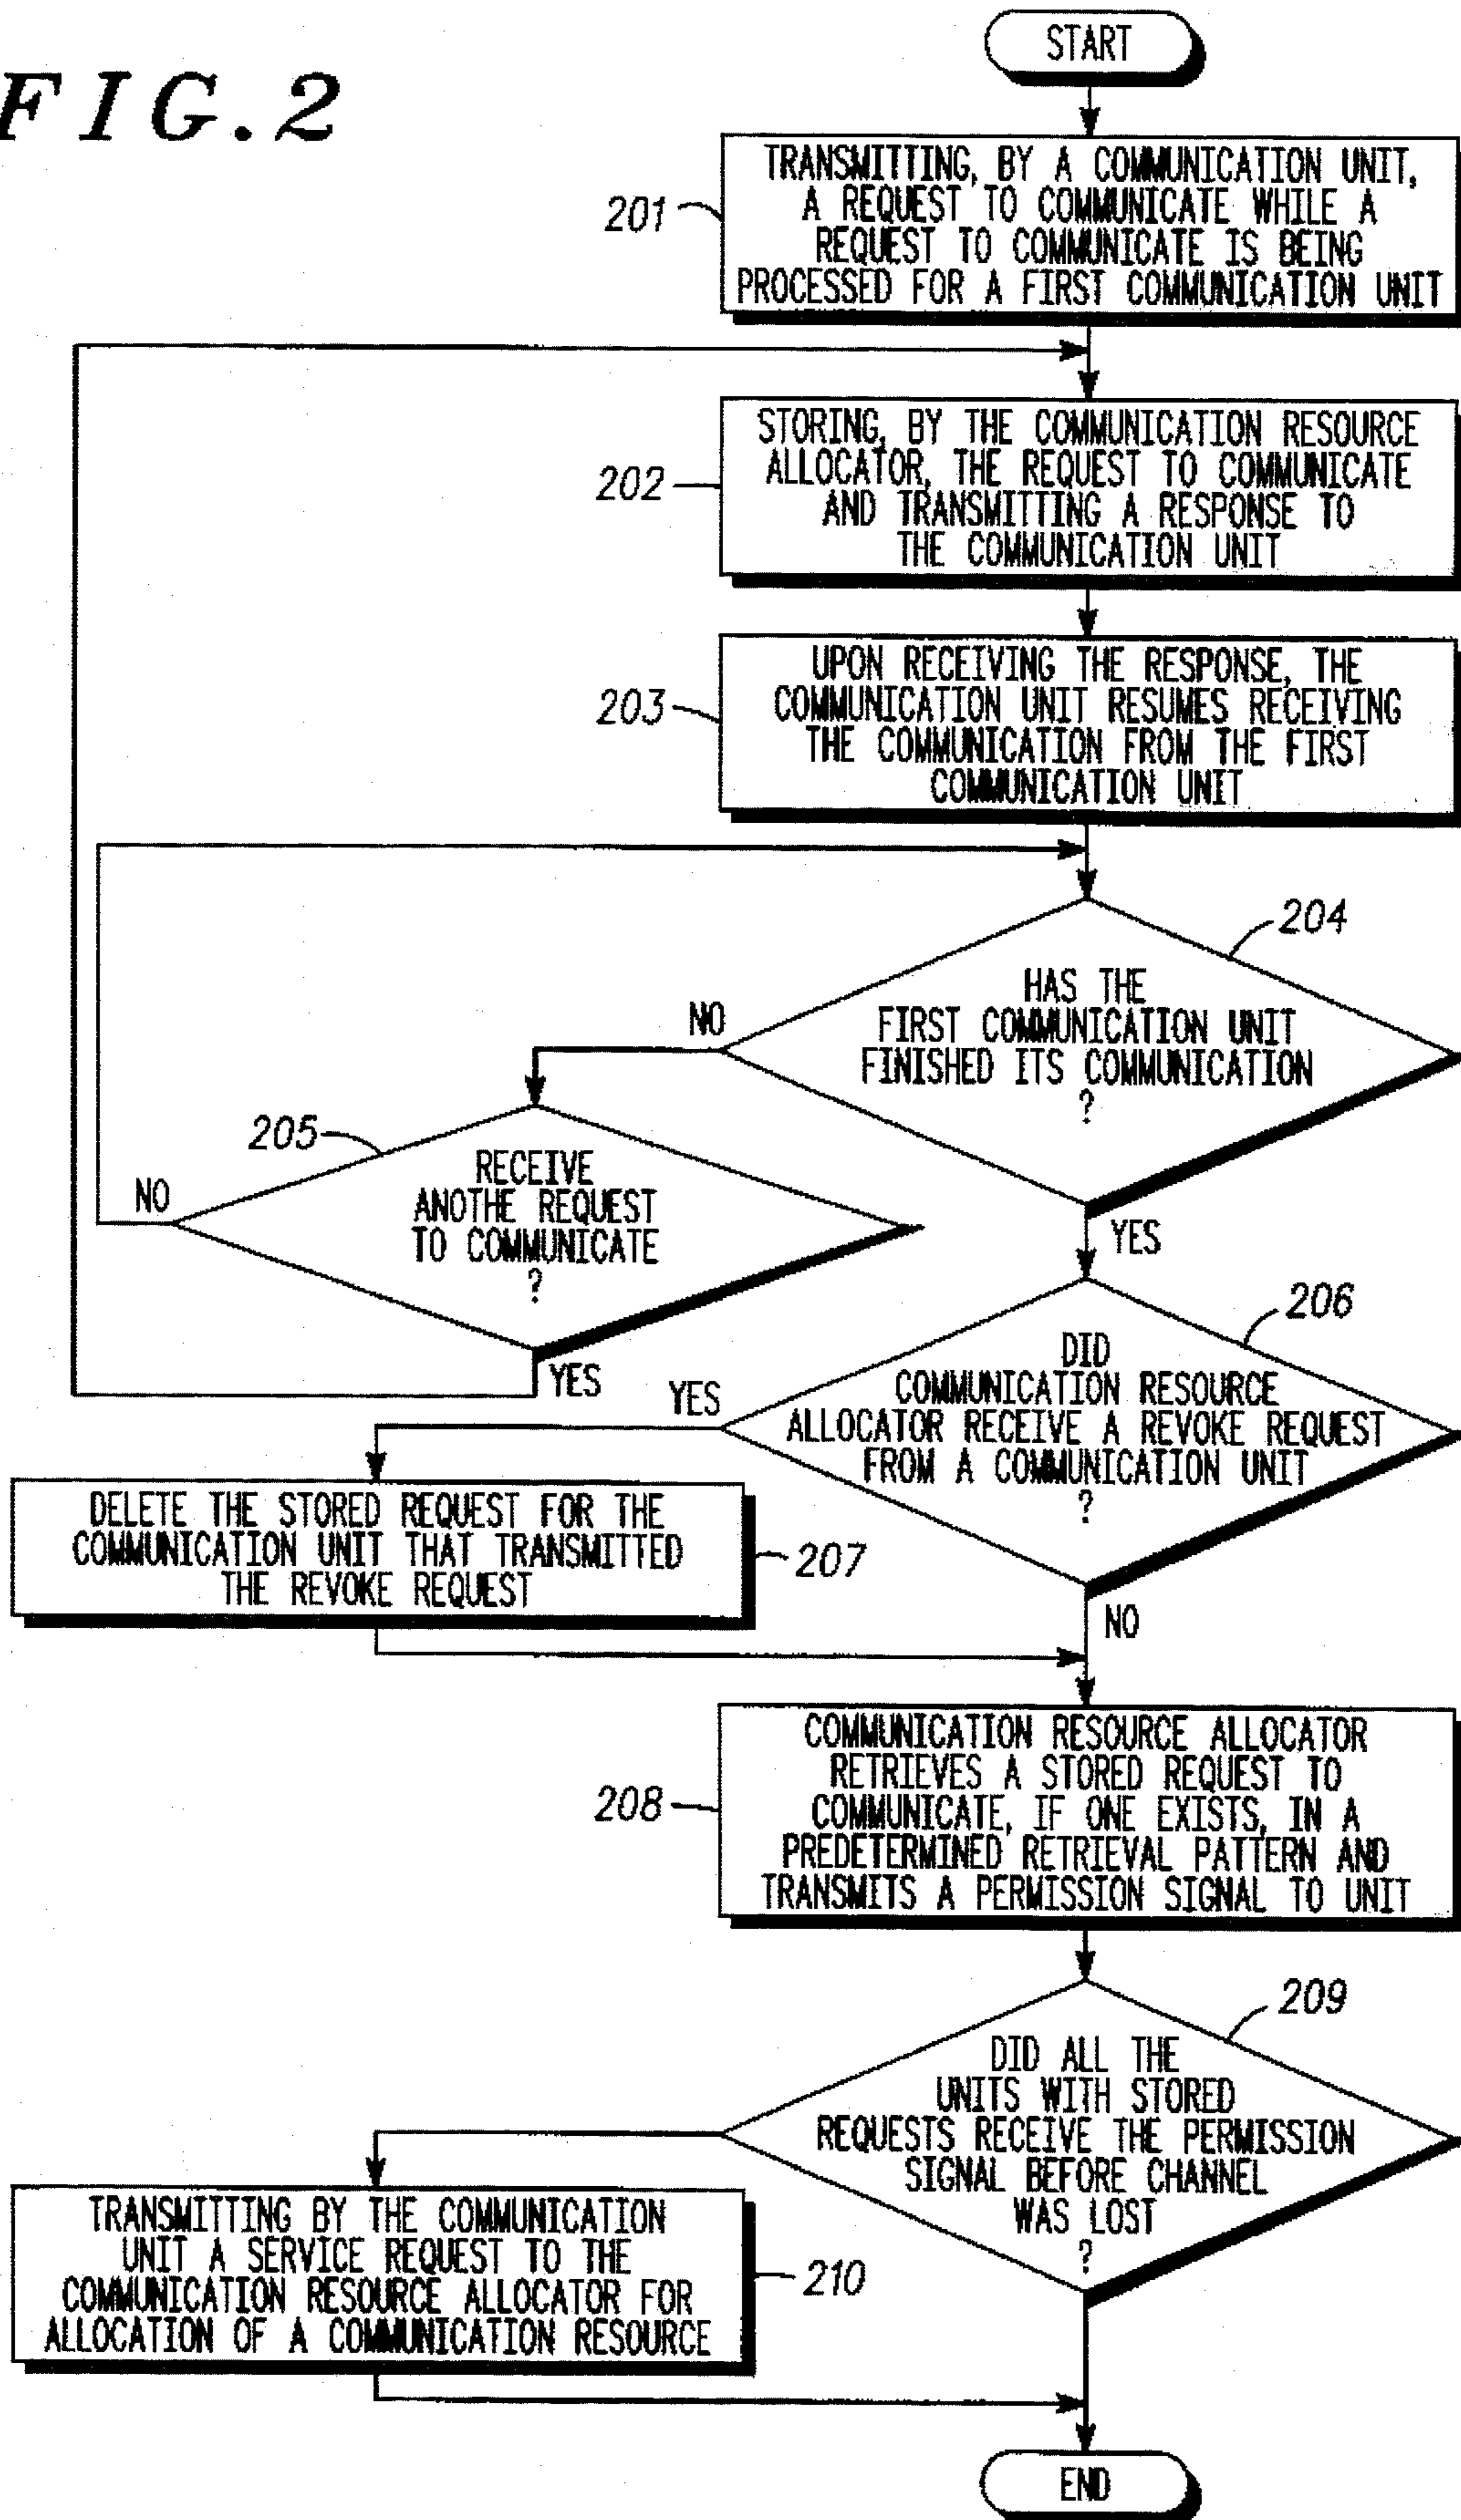 FIG.2
START
201
TRANSMITTING, BY A COMMUNICATION UNIT,
A REQUEST TO COMMUNICATE WHILE A
REQUEST TO COMMUNICATE IS BEING
PROCESSED FOR A FIRST COMMUNICATION UNIT
202
STORING, BY THE COMMUNICATION RESOURCE
ALLOCATOR, THE REQUEST TO COMMUNICATE
AND TRANSMITTING A RESPONSE TO
THE COMMUNICATION UNIT
203
UPON RECEIVING THE RESPONSE, THE
COMMUNICATION UNIT RESUMES RECEIVING
THE COMMUNICATION FROM THE FIRST
COMMUNICATION UNIT
204
HAS THE
FIRST COMMUNICATION UNIT
FINISHED ITS COMMUNICATION
?
NO
YES
205
RECEIVE
ANOTHE REQUEST
TO COMMUNICATE
?
NO
YES
206
DID
COMMUNICATION RESOURCE
ALLOCATOR RECEIVE A REVOKE REQUEST
FROM A COMMUNICATION UNIT
?
YES
NO
DELETE THE STORED REQUEST FOR THE
COMMUNICATION UNIT THAT TRANSMITTED
THE REVOKE REQUEST
207
208
COMMUNICATION RESOURCE ALLOCATOR
RETRIEVES A STORED REQUEST TO
COMMUNICATE, IF ONE EXISTS, IN A
PREDETERMINED RETRIEVAL PATTERN AND
TRANSMITS A PERMISSION SIGNAL TO UNIT
209
DID ALL THE
UNITS WITH STORED
REQUESTS RECEIVE THE PERMISSION
SIGNAL BEFORE CHANNEL
WAS LOST
?
TRANSMITTING BY THE COMMUNICATION
UNIT A SERVICE REQUEST TO THE
COMMUNICATION RESOURCE ALLOCATOR FOR
ALLOCATION OF A COMMUNICATION RESOURCE
210
END